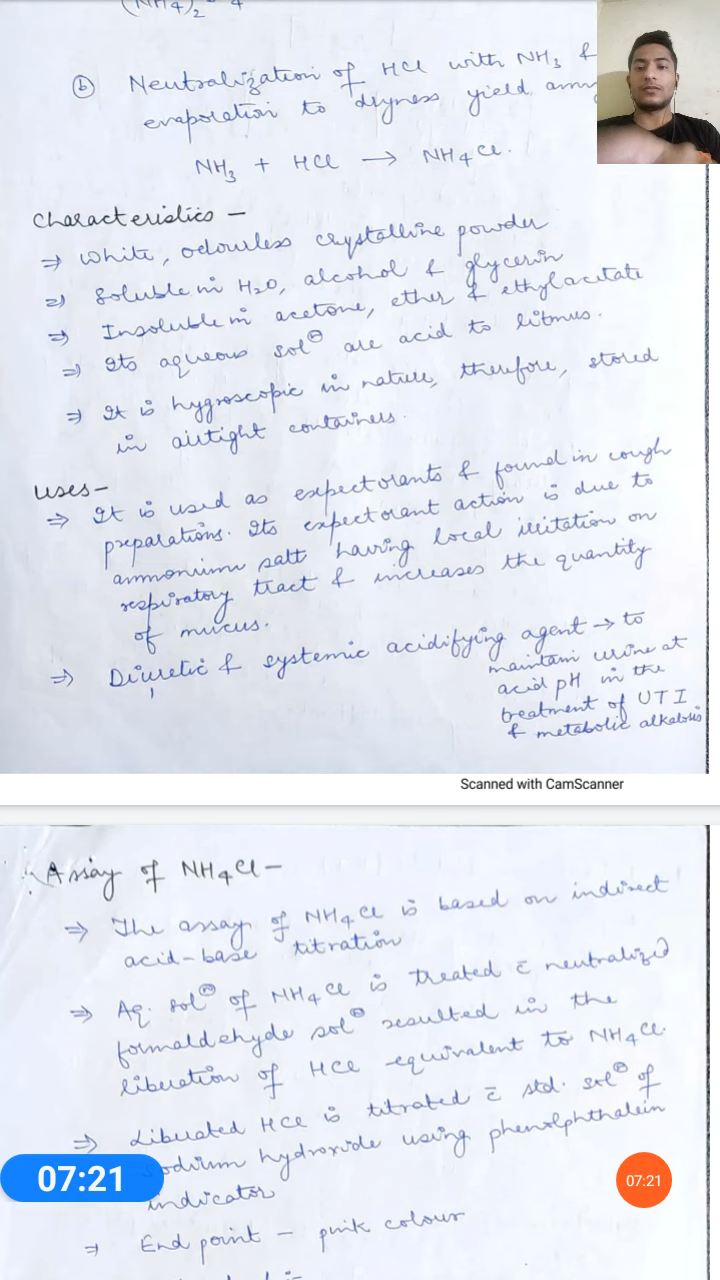 (NH4)2 4
ⓑ Neutralization of HCl with NH3 &
evaporation to dryness yield amm
NH3 + HCl → NH4Cl.
Characteristics –
⇒ White, odourless crystalline powder
⇒ Soluble in H2O, alcohol & glycerin
⇒ Insoluble in acetone, ether & ethylacetate
⇒ Its aqueous solⓝ are acid to litmus.
⇒ It is hygroscopic in nature, therefore, stored
in airtight containers.
Uses –
⇒ It is used as expectorants & found in cough
preparations. Its expectorant action is due to
ammonium salt having local irritation on
respiratory tract & increases the quantity
of mucus.
⇒ Diuretic & systemic acidifying agent → to
maintain urine at
acid pH in the
treatment of UTI
& metabolic alkalosis
Scanned with CamScanner
Assay of NH4Cl –
⇒ The assay of NH4Cl is based on indirect
acid-base titration
⇒ Aq. solⓝ of NH4Cl is treated c̄ neutralized
formaldehyde solⓝ resulted in the
liberation of HCl equivalent to NH4Cl.
⇒ Liberated HCl is titrated c̄ std. solⓝ of
sodium hydroxide using phenolphthalein
indicator
⇒ End point – pink colour
07:21
07:21